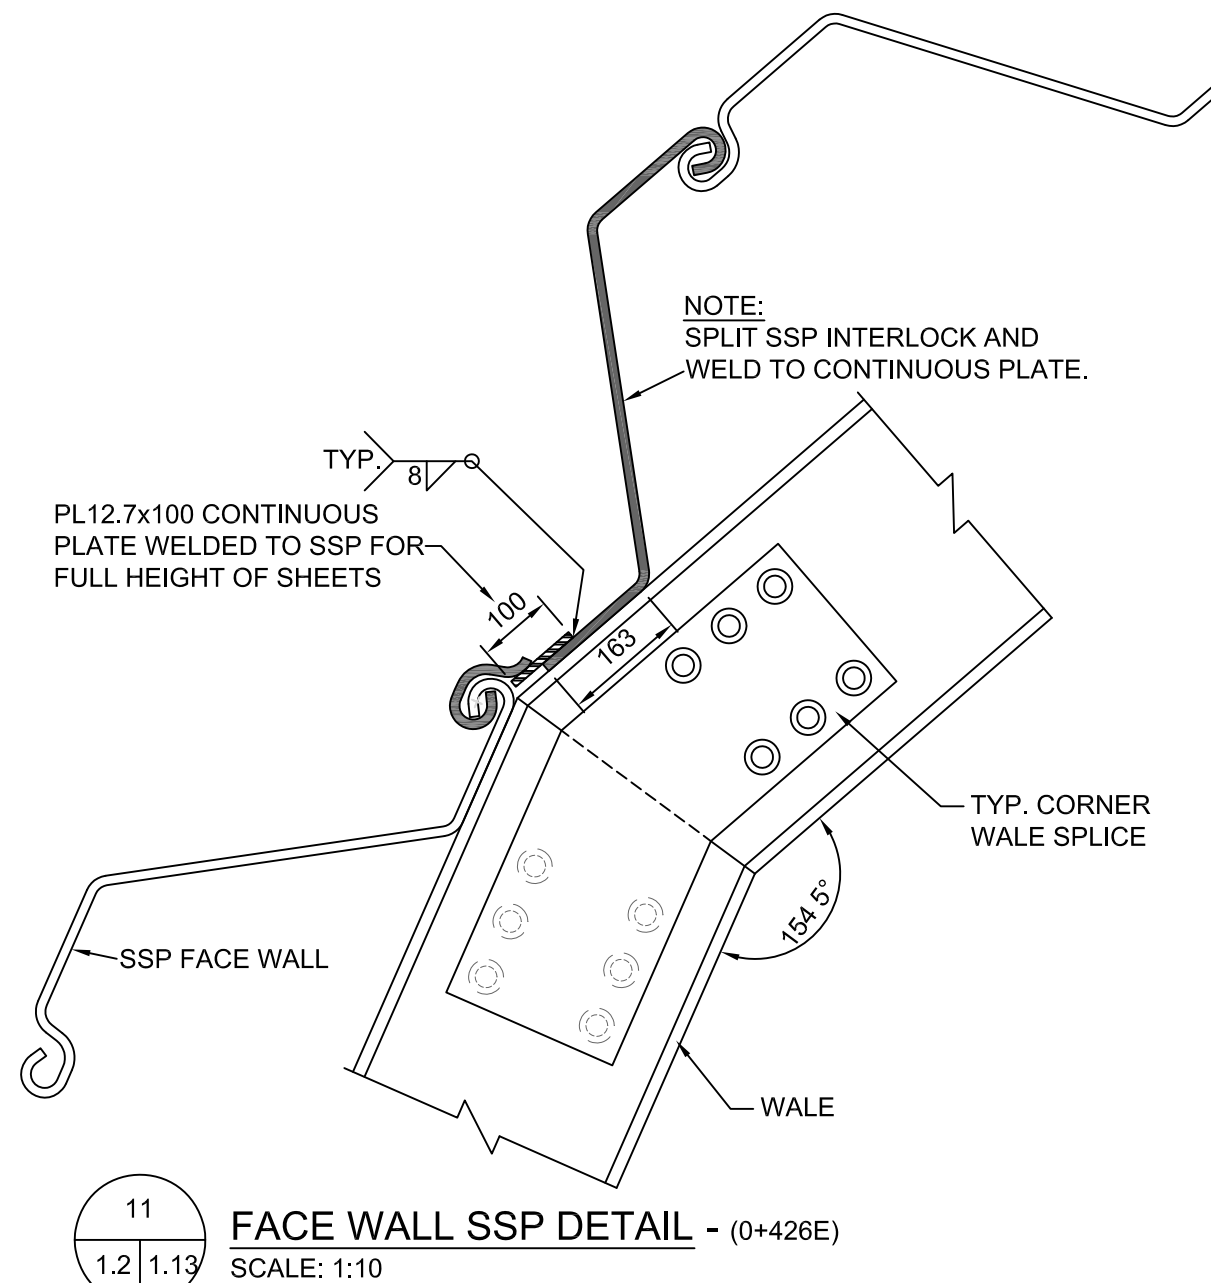 NOTE:
SPLIT SSP INTERLOCK AND
WELD TO CONTINUOUS PLATE.
TYP.
8
PL12.7x100 CONTINUOUS
PLATE WELDED TO SSP FOR
FULL HEIGHT OF SHEETS
100
163
TYP. CORNER
WALE SPLICE
154 5°
SSP FACE WALL
WALE
11
1.2 1.13
FACE WALL SSP DETAIL - (0+426E)
SCALE: 1:10